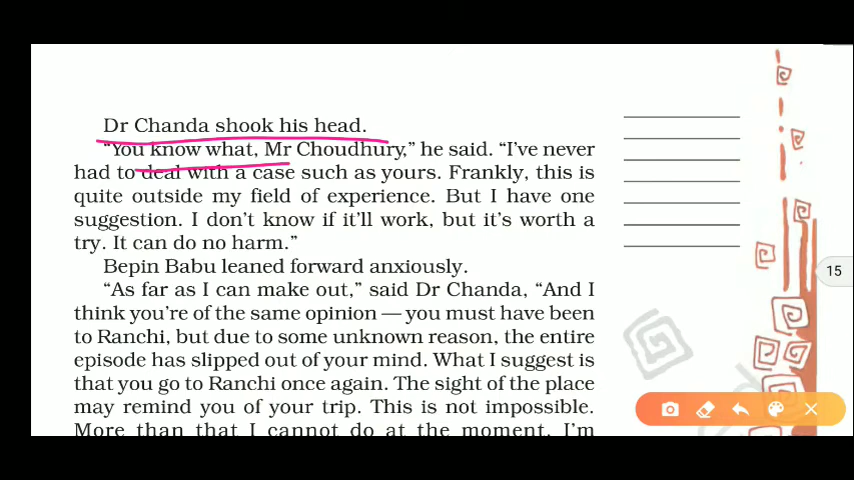 Dr Chanda shook his head.
“You know what, Mr Choudhury,” he said. “I’ve never
had to deal with a case such as yours. Frankly, this is
quite outside my field of experience. But I have one
suggestion. I don’t know if it’ll work, but it’s worth a
try. It can do no harm.”
Bepin Babu leaned forward anxiously.
“As far as I can make out,” said Dr Chanda, “And I
think you’re of the same opinion — you must have been
to Ranchi, but due to some unknown reason, the entire
episode has slipped out of your mind. What I suggest is
that you go to Ranchi once again. The sight of the place
may remind you of your trip. This is not impossible.
More than that I cannot do at the moment. I’m
15